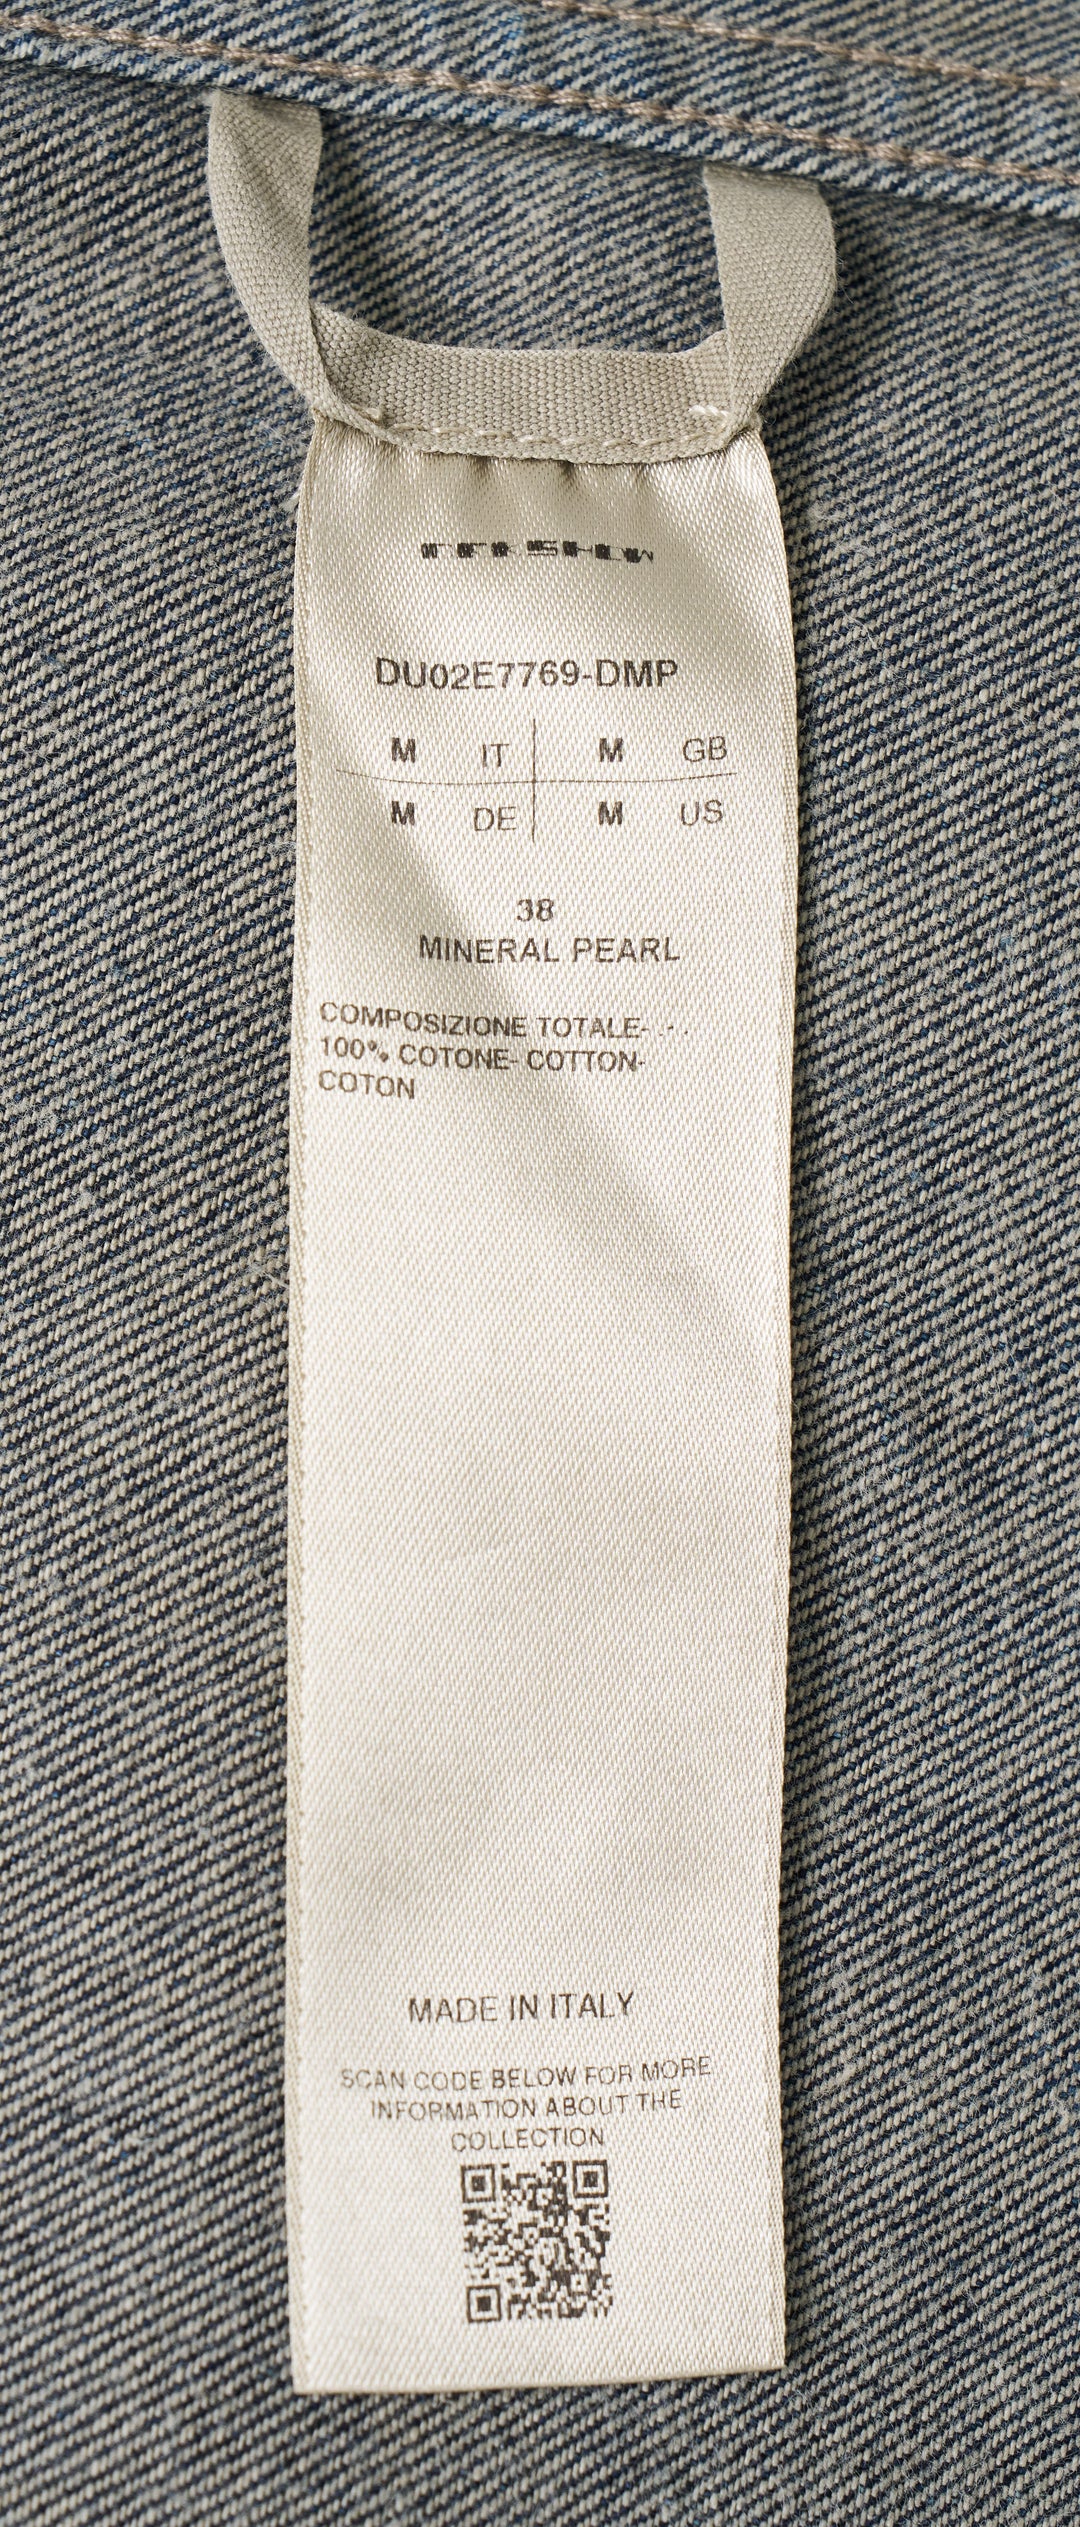 DRKSHDW
DU02E7769-DMP
M IT M GB
M DE M US
38
MINERAL PEARL
COMPOSIZIONE TOTALE-
100% COTONE- COTTON-
COTON
MADE IN ITALY
SCAN CODE BELOW FOR MORE
INFORMATION ABOUT THE
COLLECTION